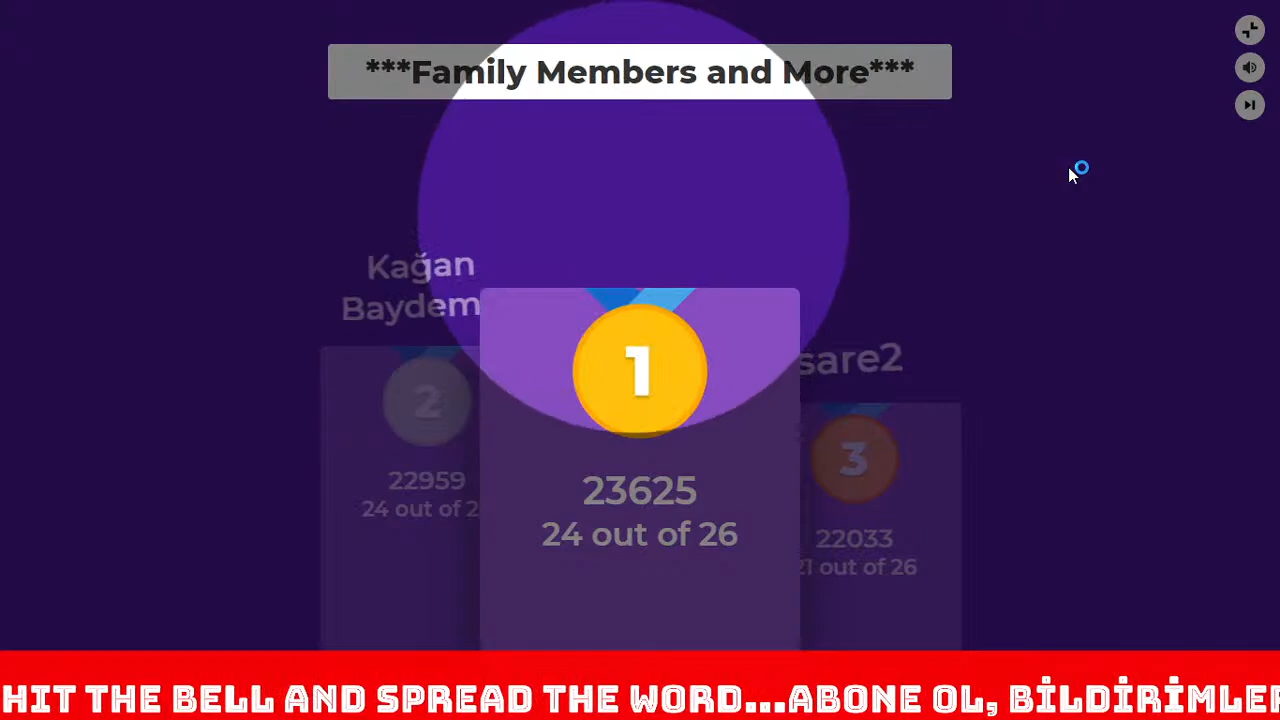 ***Family Members and More***
Kağan
Baydem
2
22959
24 out of 2
1
23625
24 out of 26
sare2
3
22033
21 out of 26
HIT THE BELL AND SPREAD THE WORD...ABONE OL, BİLDİRİMLER